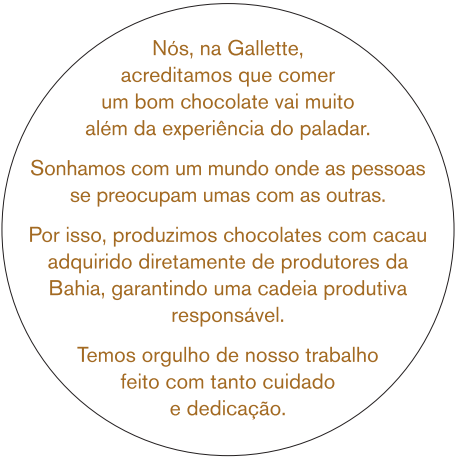 Nós, na Gallette,
acreditamos que comer
um bom chocolate vai muito
além da experiência do paladar.
Sonhamos com um mundo onde as pessoas
se preocupam umas com as outras.
Por isso, produzimos chocolates com cacau
adquirido diretamente de produtores da
Bahia, garantindo uma cadeia produtiva
responsável.
Temos orgulho de nosso trabalho
feito com tanto cuidado
e dedicação.